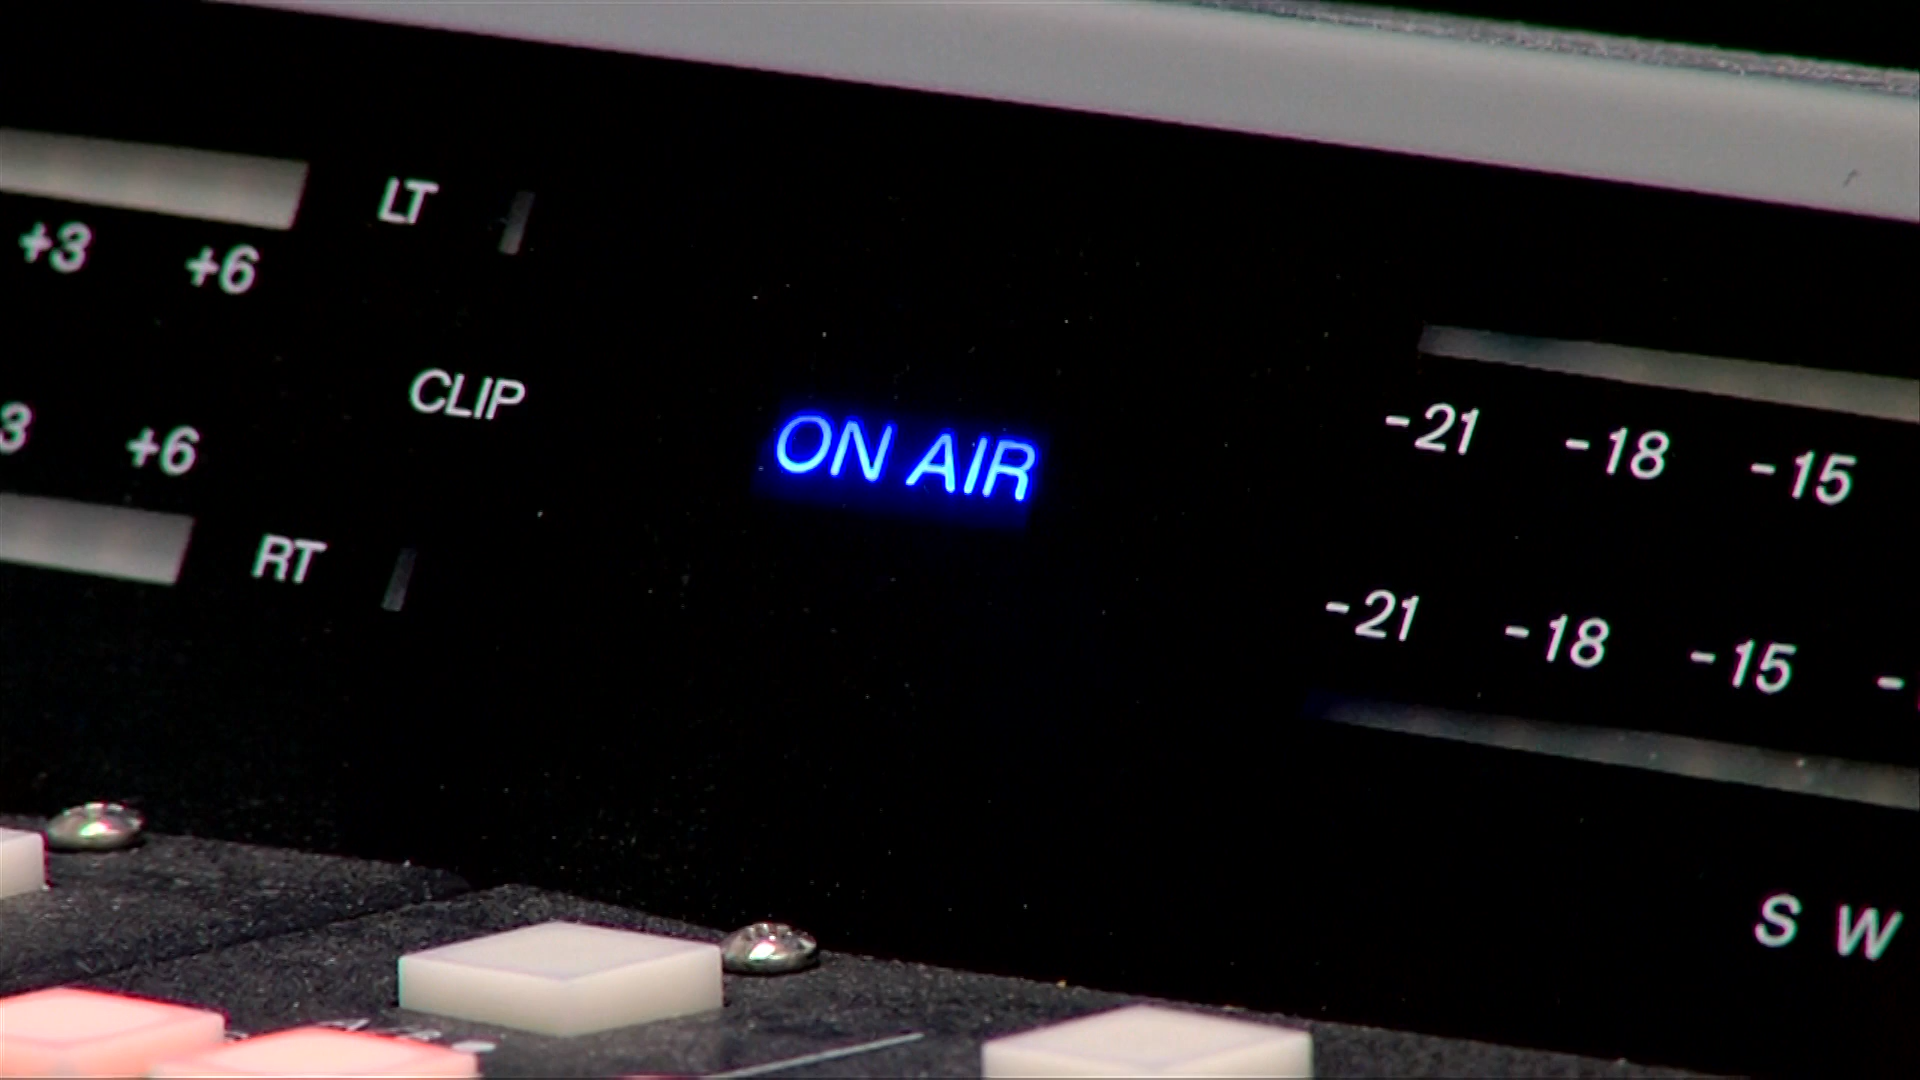 +3 +6 LT
CLIP
3 +6
RT
ON AIR
-21 -18 -15
-21 -18 -15 -
S W